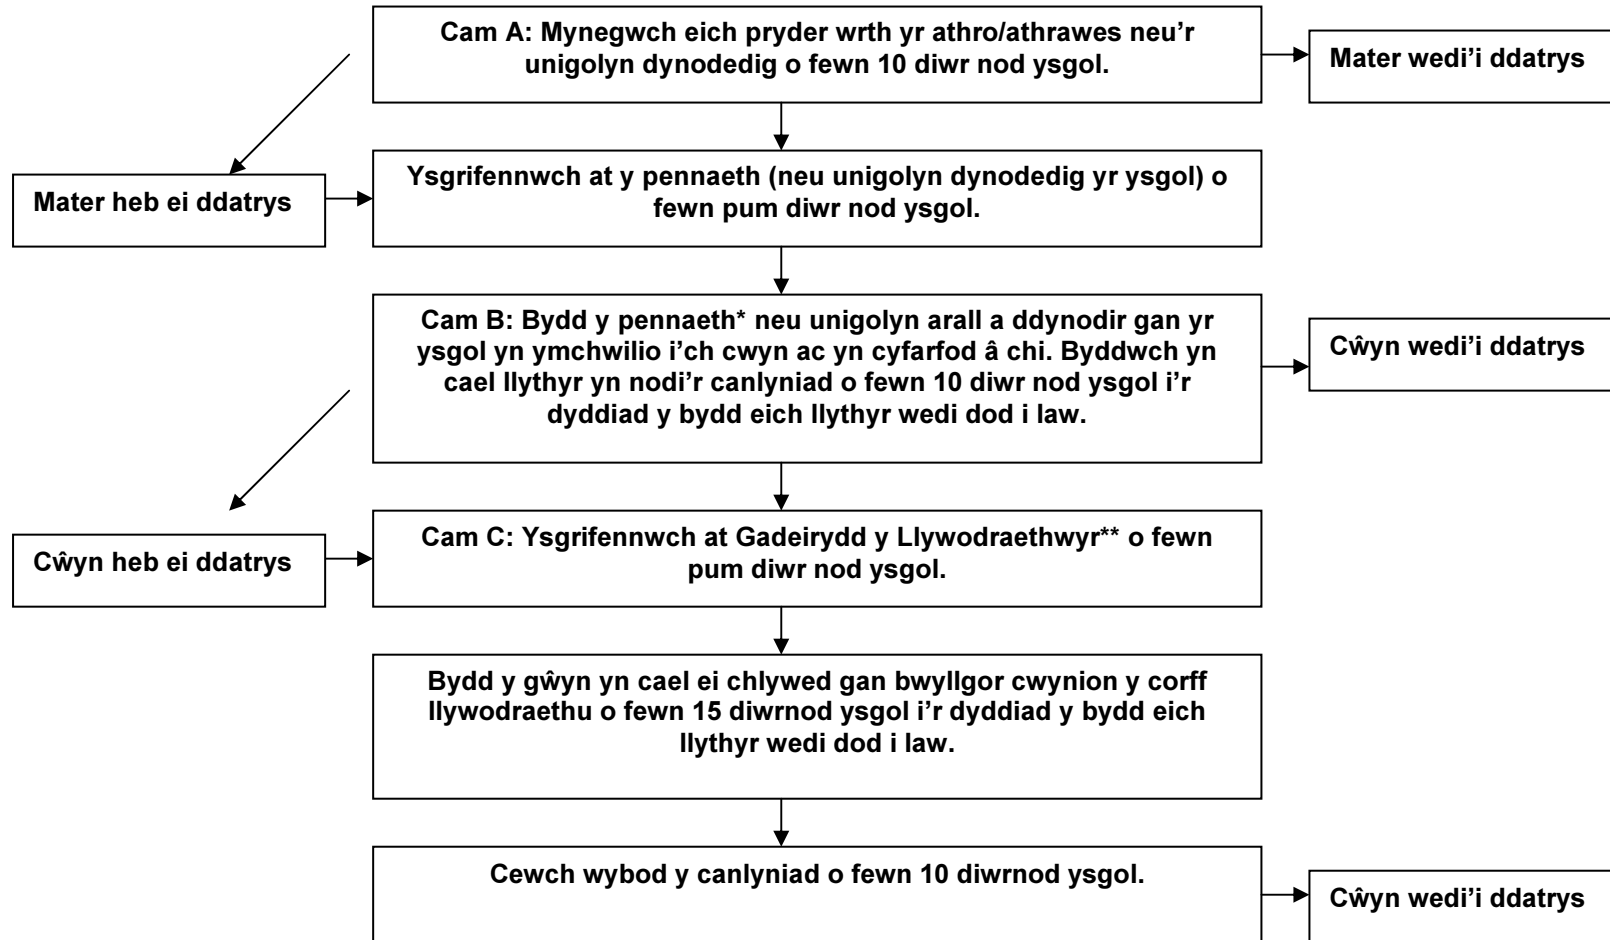 Cam A: Mynegwch eich pryder wrth yr athro/athrawes neu'r
unigolyn dynodedig o fewn 10 diwr nod ysgol.
Mater wedi'i ddatrys
Mater heb ei ddatrys
Ysgrifennwch at y pennaeth (neu unigolyn dynodedig yr ysgol) o
fewn pum diwr nod ysgol.
Cam B: Bydd y pennaeth* neu unigolyn arall a ddynodir gan yr
ysgol yn ymchwilio i'ch cwyn ac yn cyfarfod â chi. Byddwch yn
cael llythyr yn nodi'r canlyniad o fewn 10 diwr nod ysgol i'r
dyddiad y bydd eich llythyr wedi dod i law.
Cŵyn wedi'i ddatrys
Cŵyn heb ei ddatrys
Cam C: Ysgrifennwch at Gadeirydd y Llywodraethwyr** o fewn
pum diwr nod ysgol.
Bydd y gŵyn yn cael ei chlywed gan bwyllgor cwynion y corff
llywodraethu o fewn 15 diwrnod ysgol i'r dyddiad y bydd eich
llythyr wedi dod i law.
Cewch wybod y canlyniad o fewn 10 diwrnod ysgol.
Cŵyn wedi'i ddatrys